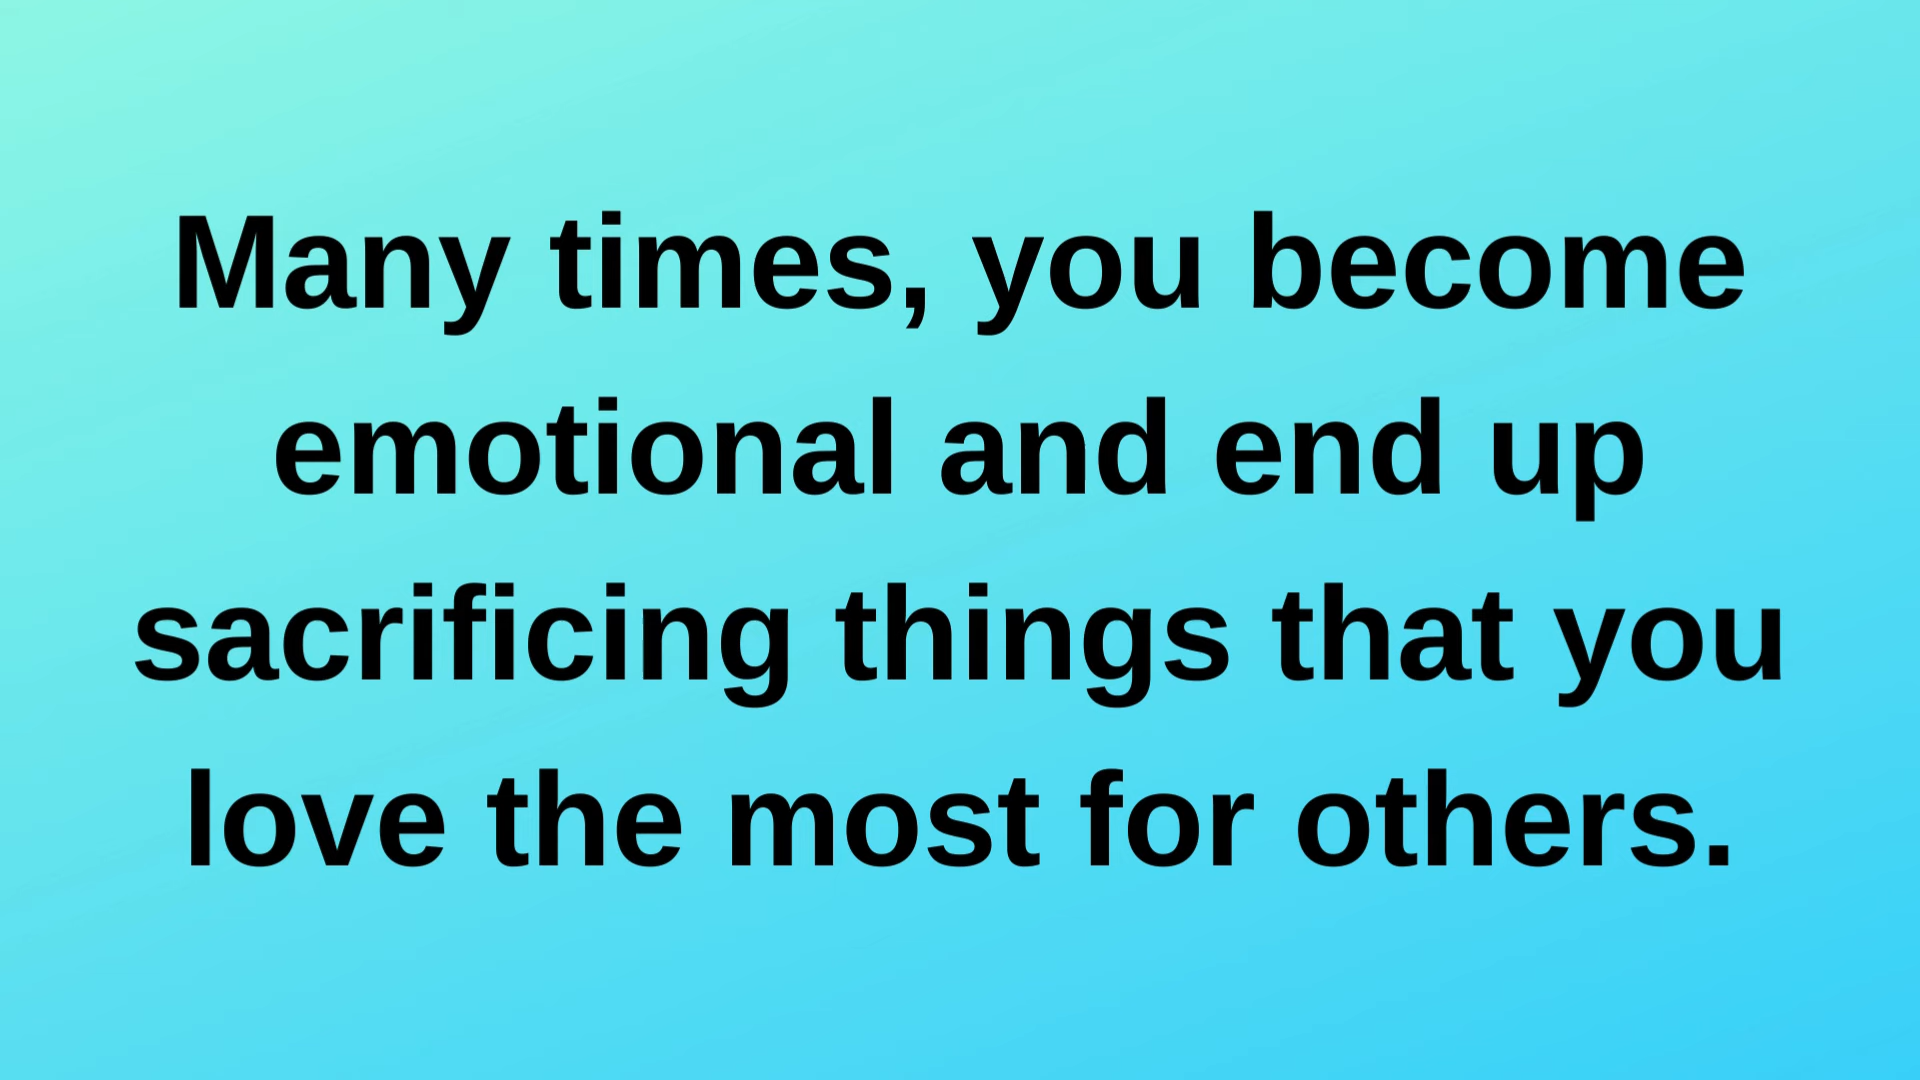 Many times, you become
emotional and end up
sacrificing things that you
love the most for others.